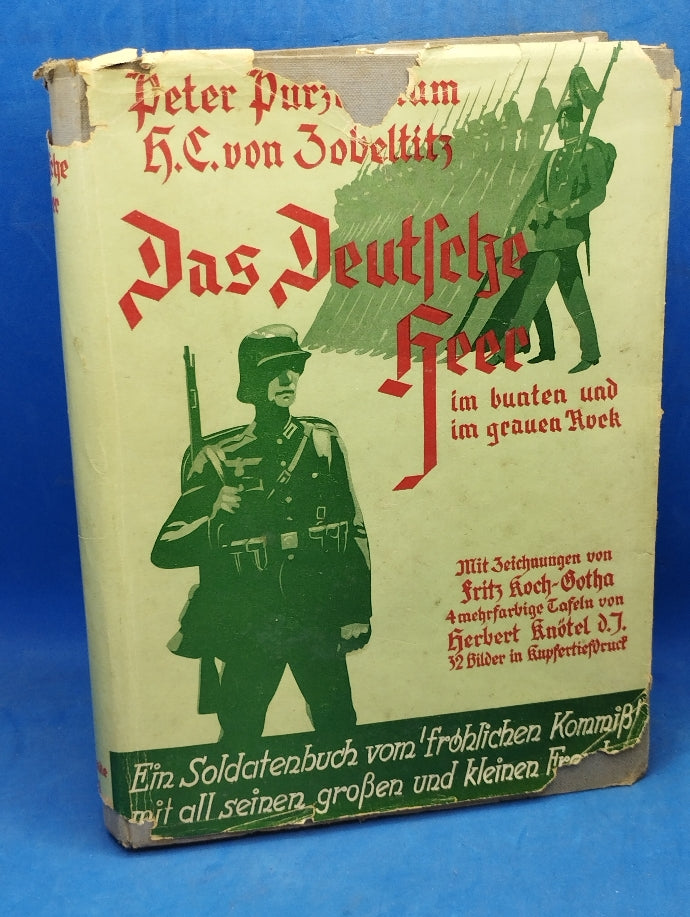 Peter
H.C. von Zobeltitz
Das Deutsche
Heer
im bunten und
im grauen Rock
Mit Zeichnungen von
Fritz Koch-Gotha
4 mehrfarbige Tafeln von
Herbert Knötel d.J.
32 Bilder in Kupfertiefdruck
Ein Soldatenbuch vom 'fröhlichen Kommiß'
mit all seinen großen und kleinen